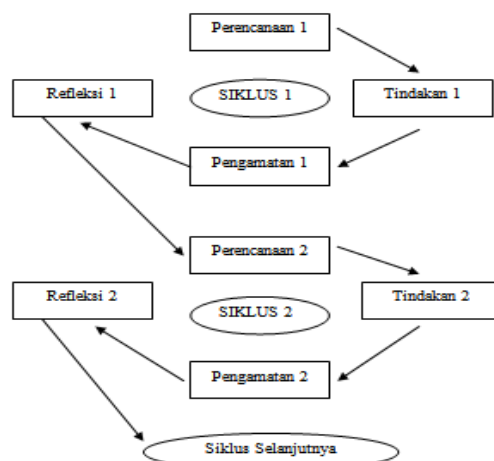 Perencanaan 1
Refleksi 1
SIKLUS 1
Tindakan 1
Pengamatan 1
Perencanaan 2
Refleksi 2
SIKLUS 2
Tindakan 2
Pengamatan 2
Siklus Selanjutnya